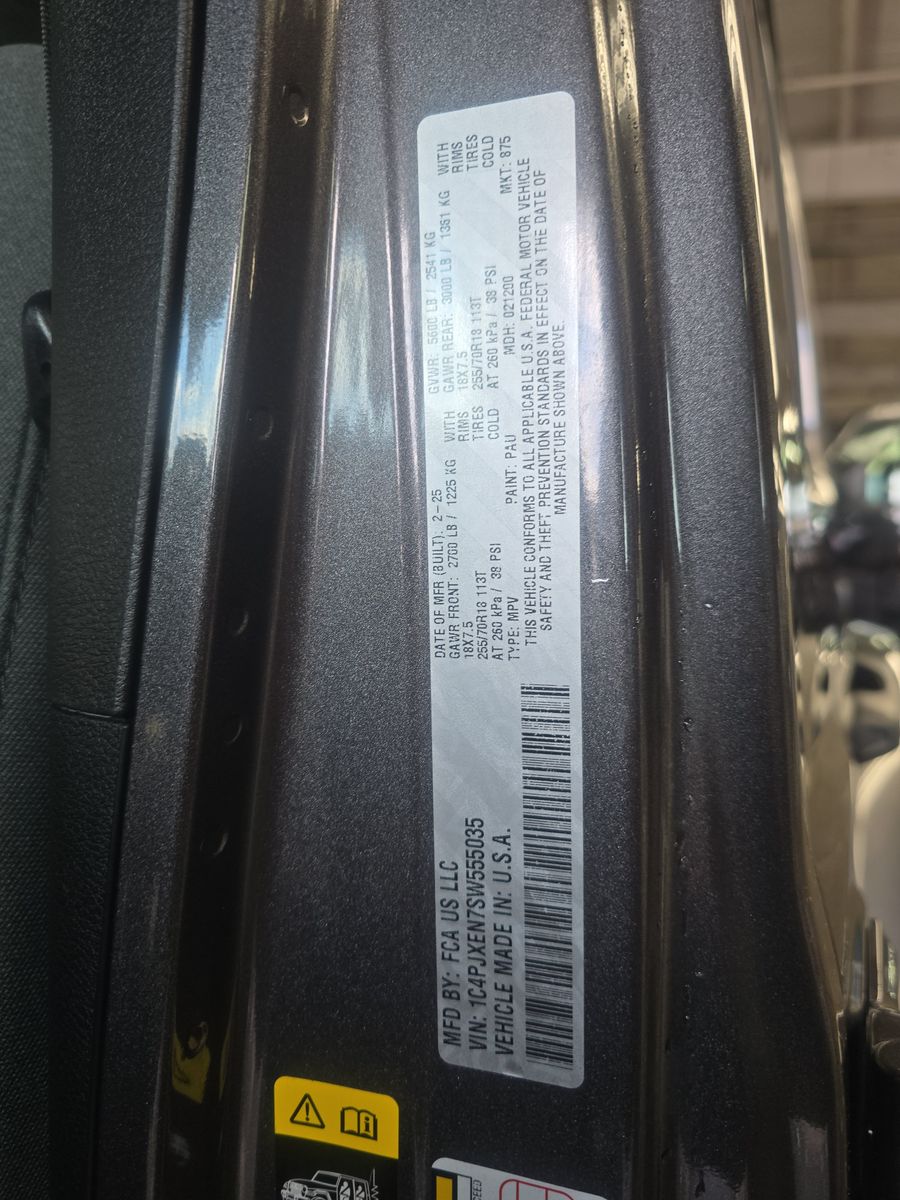 MFD BY: FCA US LLC
VIN: 1C4PJXEN7SW555035
VEHICLE MADE IN: U.S.A.
DATE OF MFR (BUILT): 2-25 GVWR: 5600 LB / 2541 KG
GAWR FRONT: 2700 LB / 1225 KG WITH GAWR REAR: 3000 LB / 1361 KG WITH
18X7.5 RIMS 18X7.5 RIMS
255/70R18 113T TIRES 255/70R18 113T TIRES
AT 260 kPa / 38 PSI COLD AT 260 kPa / 38 PSI COLD
TYPE: MPV PAINT: PAU MDH: 021200 MKT: 875
THIS VEHICLE CONFORMS TO ALL APPLICABLE U.S.A. FEDERAL MOTOR VEHICLE
SAFETY AND THEFT PREVENTION STANDARDS IN EFFECT ON THE DATE OF
MANUFACTURE SHOWN ABOVE.